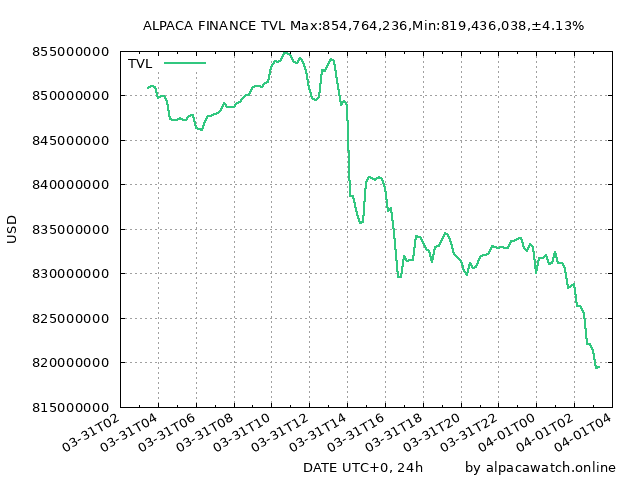 ALPACA FINANCE TVL Max:854,764,236,Min:819,436,038,±4.13%
TVL
855000000
850000000
845000000
840000000
835000000
830000000
825000000
820000000
815000000
USD
03-31T02
03-31T04
03-31T06
03-31T08
03-31T10
03-31T12
03-31T14
03-31T16
03-31T18
03-31T20
03-31T22
04-01T00
04-01T02
04-01T04
DATE UTC+0, 24h
by alpacawatch.online